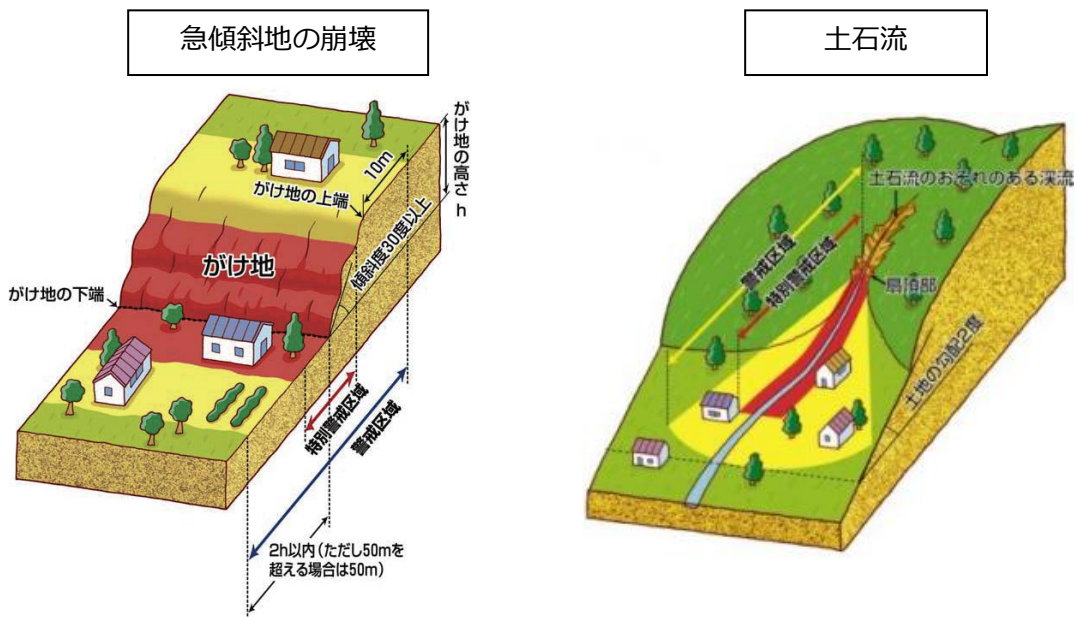 急傾斜地の崩壊
がけ地の高さ h
10m
がけ地の上端
傾斜度30度以上
がけ地
がけ地の下端
特別警戒区域
警戒区域
2h以内（ただし50mを
超える場合は50m）
土石流
土石流のおそれのある渓流
警戒区域
特別警戒区域
扇頂部
土地の勾配2度